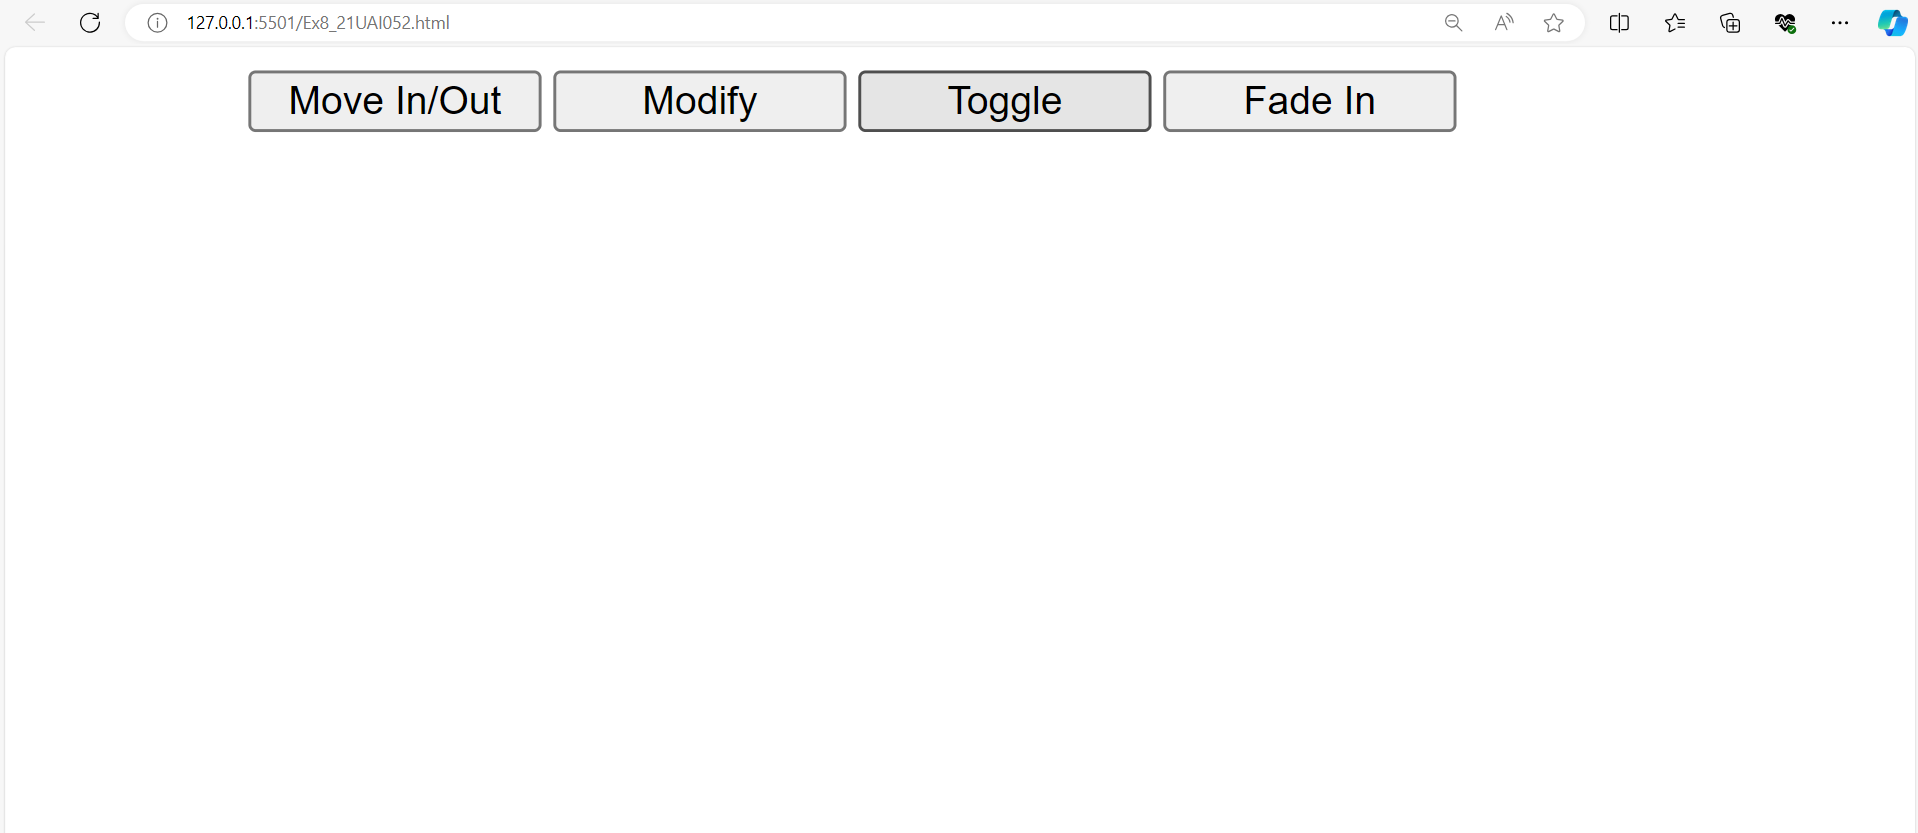 127.0.0.1:5501/Ex8_21UAI052.html
Move In/Out Modify Toggle Fade In